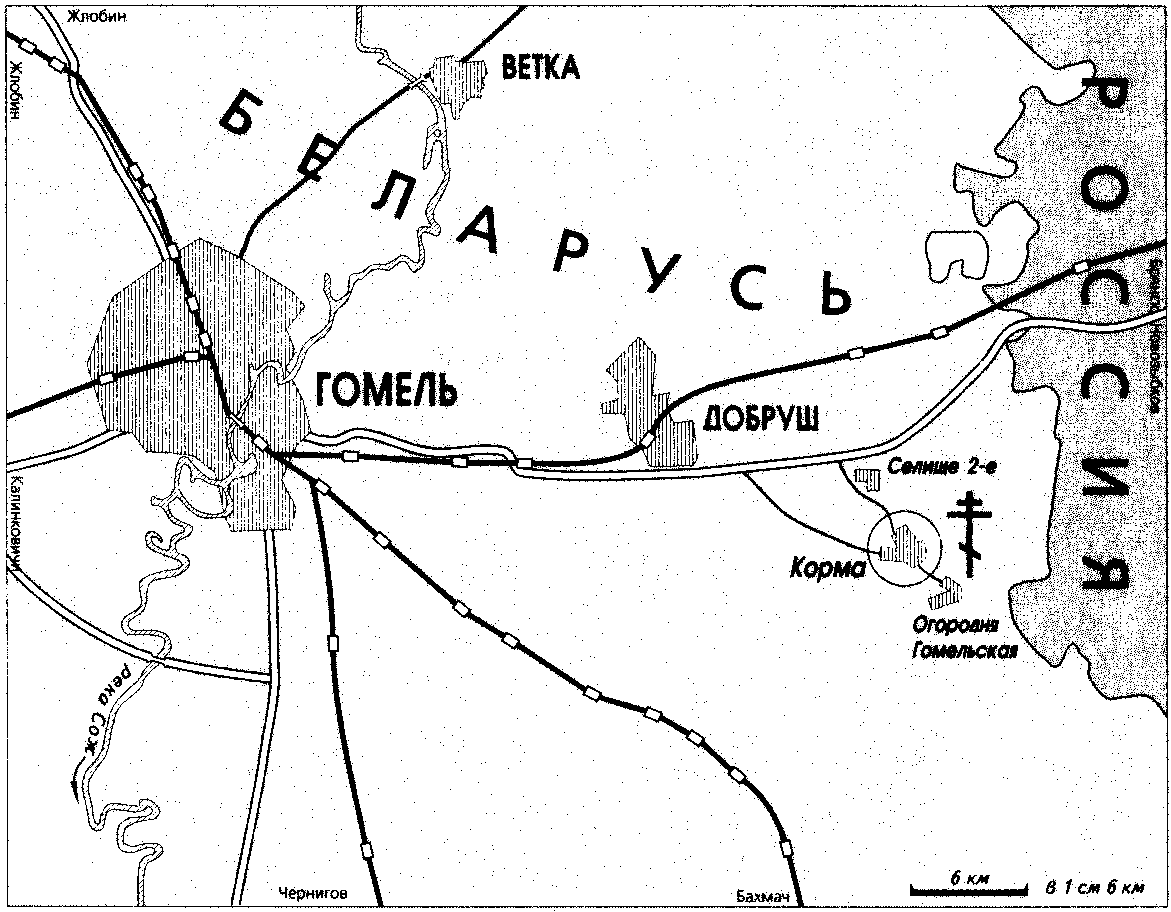 Жлобин
Жлобин
ВЕТКА
БЕЛАРУСЬ
РОССИЯ
ГОМЕЛЬ
ДОБРУШ
Селище 2-е
Корма
Огородня
Гомельская
Калинковичи
река Сож
Чернигов
Бахмач
6 км
в 1 см 6 км